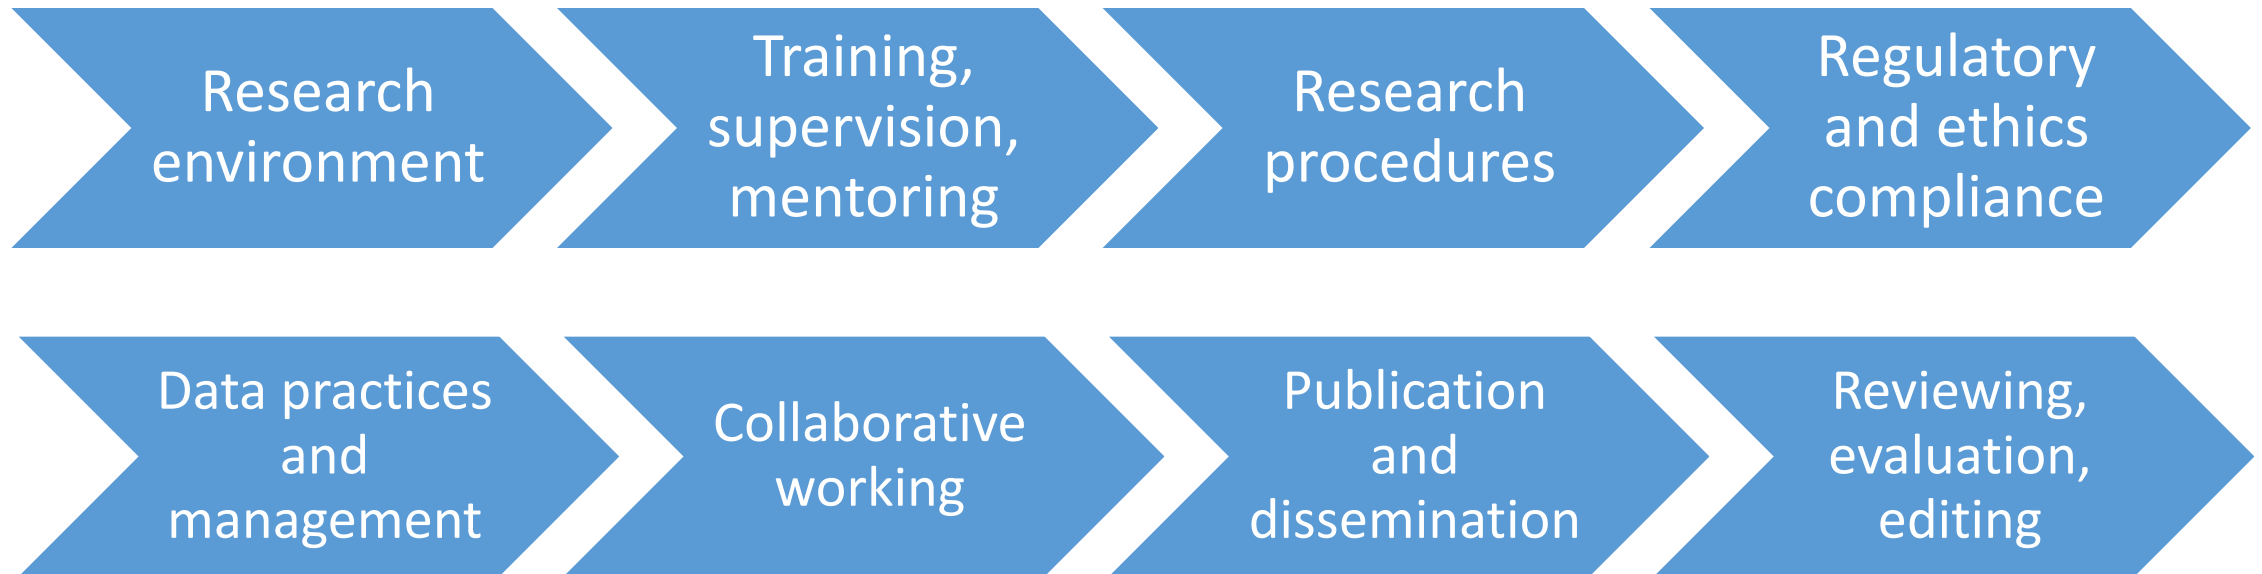 Research
environment
Training,
supervision,
mentoring
Research
procedures
Regulatory
and ethics
compliance
Data practices
and
management
Collaborative
working
Publication
and
dissemination
Reviewing,
evaluation,
editing